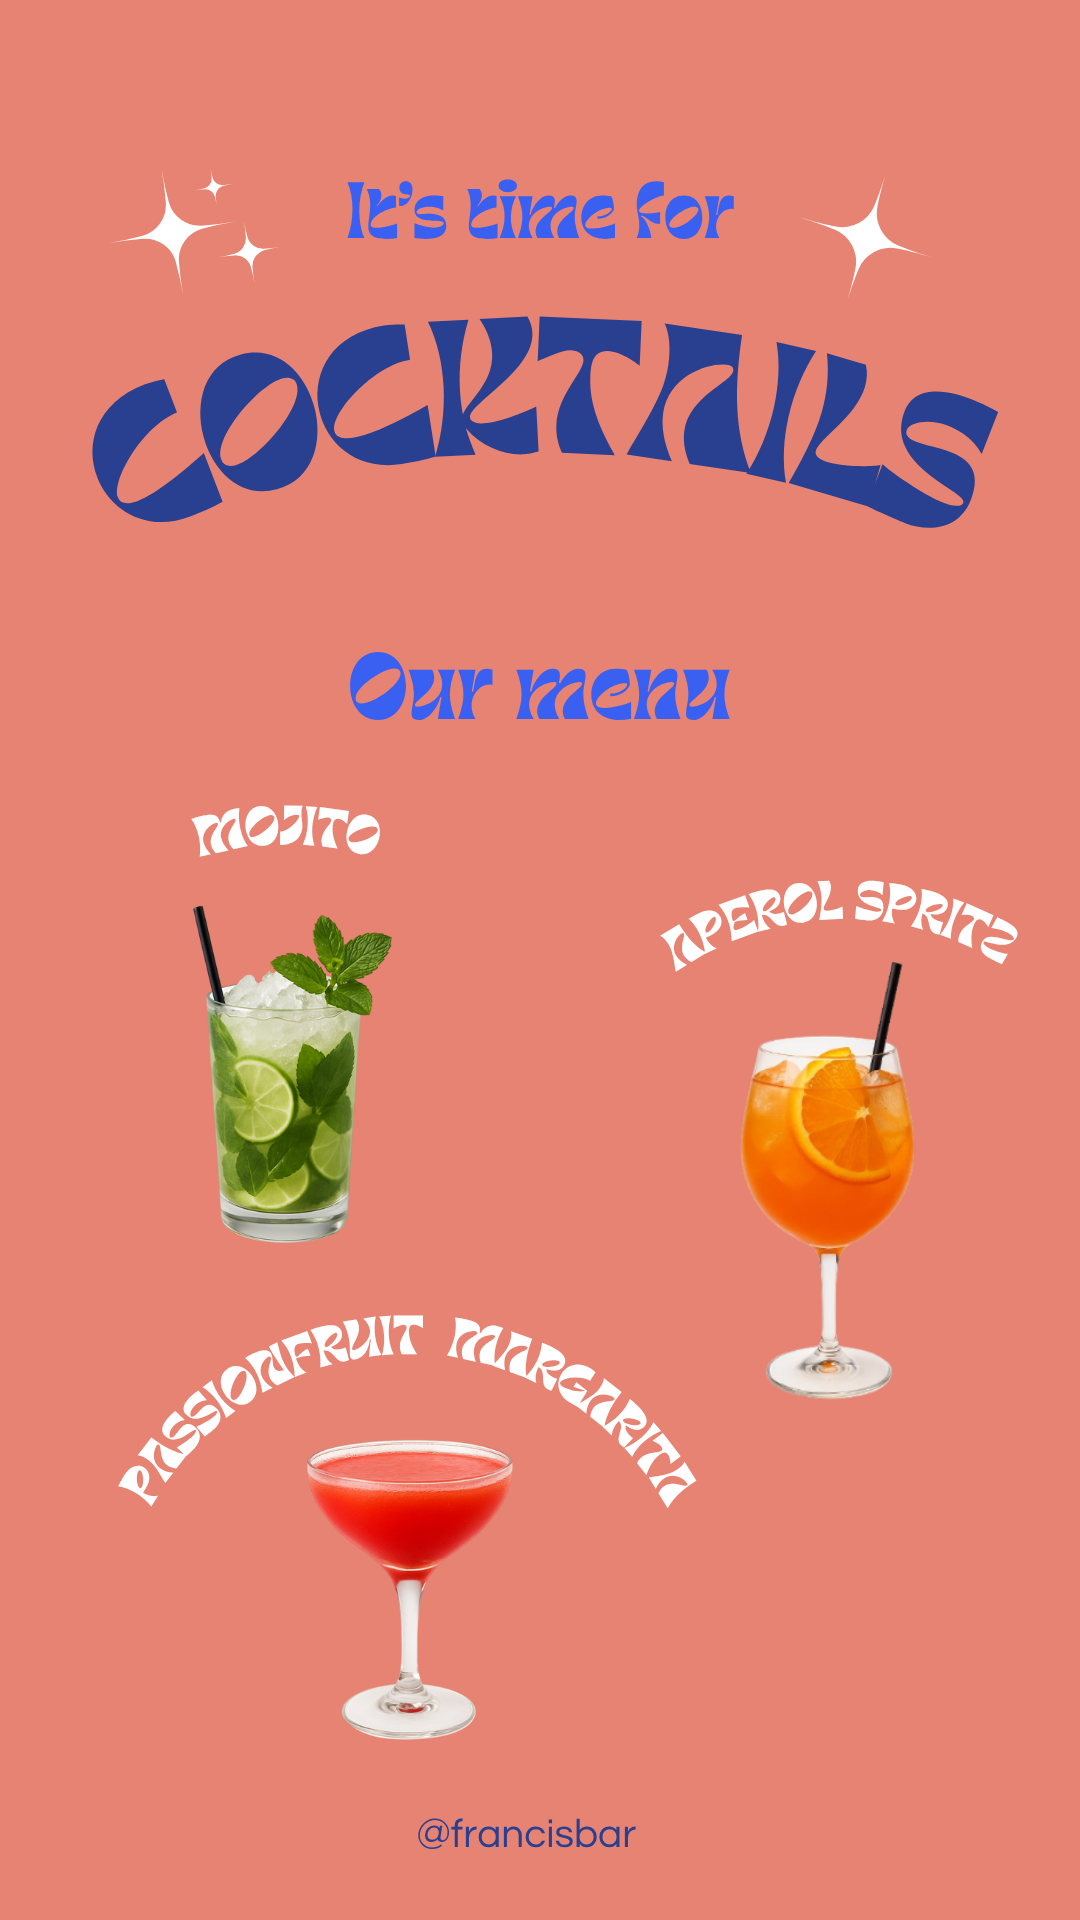 It's time for
COCKTAILS
Our menu
MOJITO
APEROL SPRITZ
PASSIONFRUIT MARGARITA
@francisbar